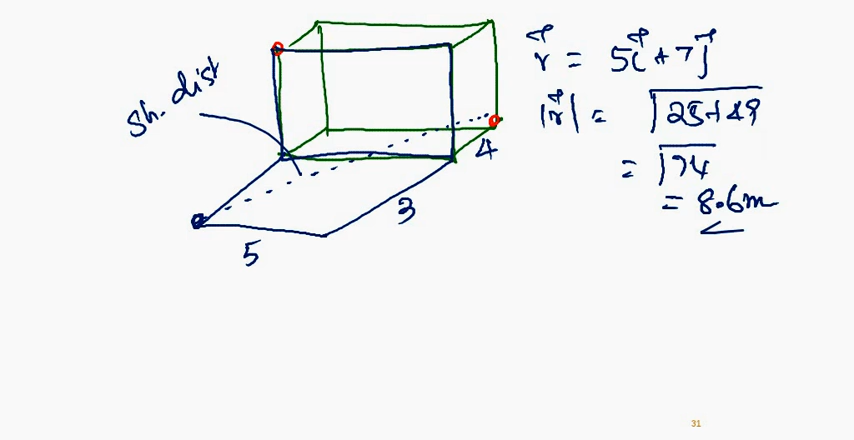 Sh. dist
5
3
4
r⃗ = 5i⃗ + 7j⃗
|r⃗| = √25+49
= √74
= 8.6m
31